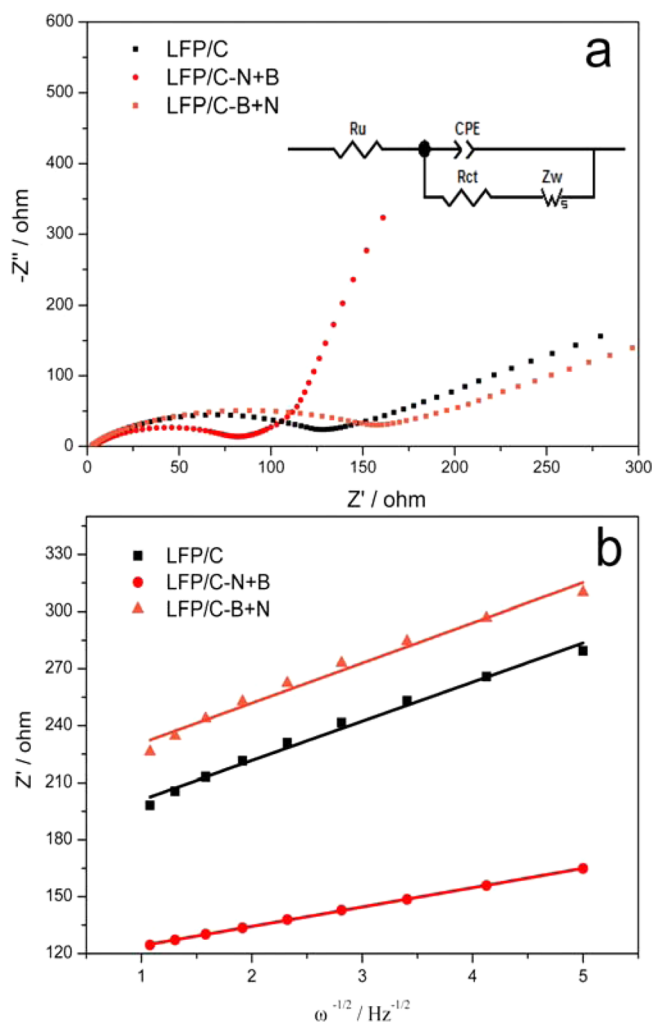 600
500
400
300
200
100
0
-Z" / ohm
LFP/C
LFP/C-N+B
LFP/C-B+N
a
Ru
CPE
Rct
Zw
s
0 50 100 150 200 250 300
Z' / ohm
330
300
270
240
210
180
150
120
Z' / ohm
LFP/C
LFP/C-N+B
LFP/C-B+N
b
1 2 3 4 5
ω -1/2 / Hz-1/2